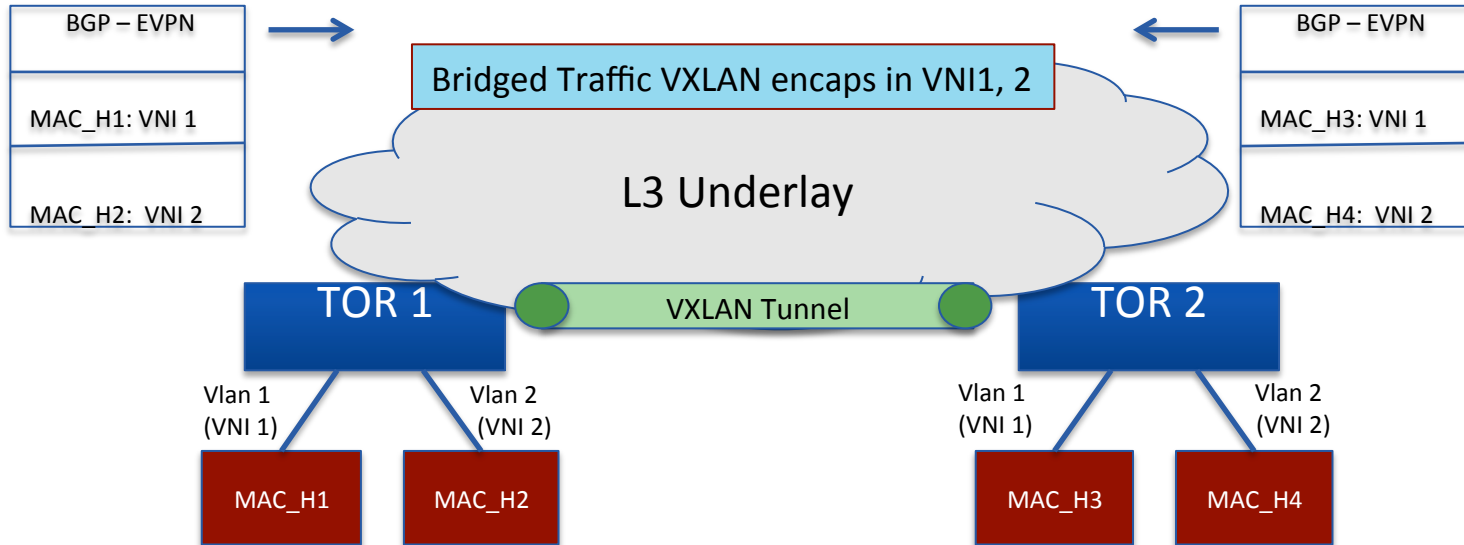 BGP – EVPN
MAC_H1: VNI 1
MAC_H2:  VNI 2
Bridged Traffic VXLAN encaps in VNI1, 2
L3 Underlay
BGP – EVPN
MAC_H3: VNI 1
MAC_H4:  VNI 2
TOR 1
VXLAN Tunnel
TOR 2
Vlan 1
(VNI 1)
Vlan 2
(VNI 2)
Vlan 1
(VNI 1)
Vlan 2
(VNI 2)
MAC_H1
MAC_H2
MAC_H3
MAC_H4